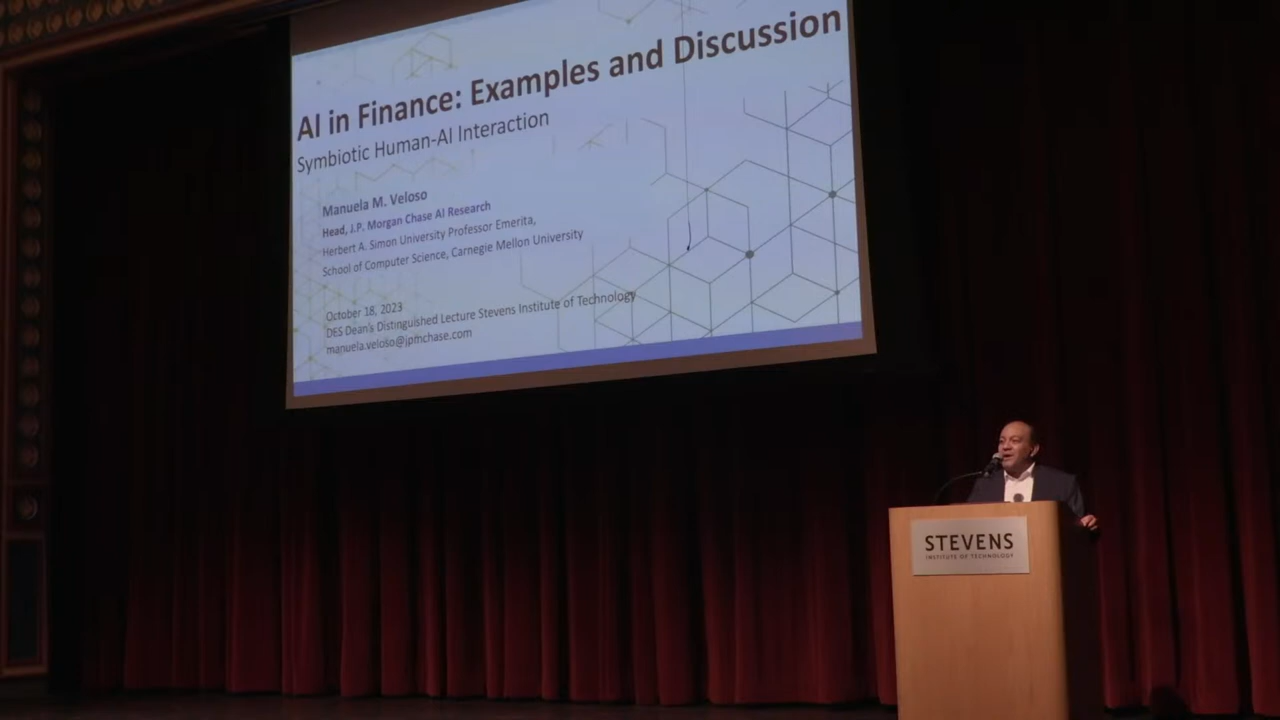 AI in Finance: Examples and Discussion
Symbiotic Human-AI Interaction
Manuela M. Veloso
Head, J.P. Morgan Chase AI Research
Herbert A. Simon University Professor Emerita,
School of Computer Science, Carnegie Mellon University
October 18, 2023
DES Dean's Distinguished Lecture Stevens Institute of Technology
manuela.veloso@jpmchase.com
STEVENS
INSTITUTE OF TECHNOLOGY